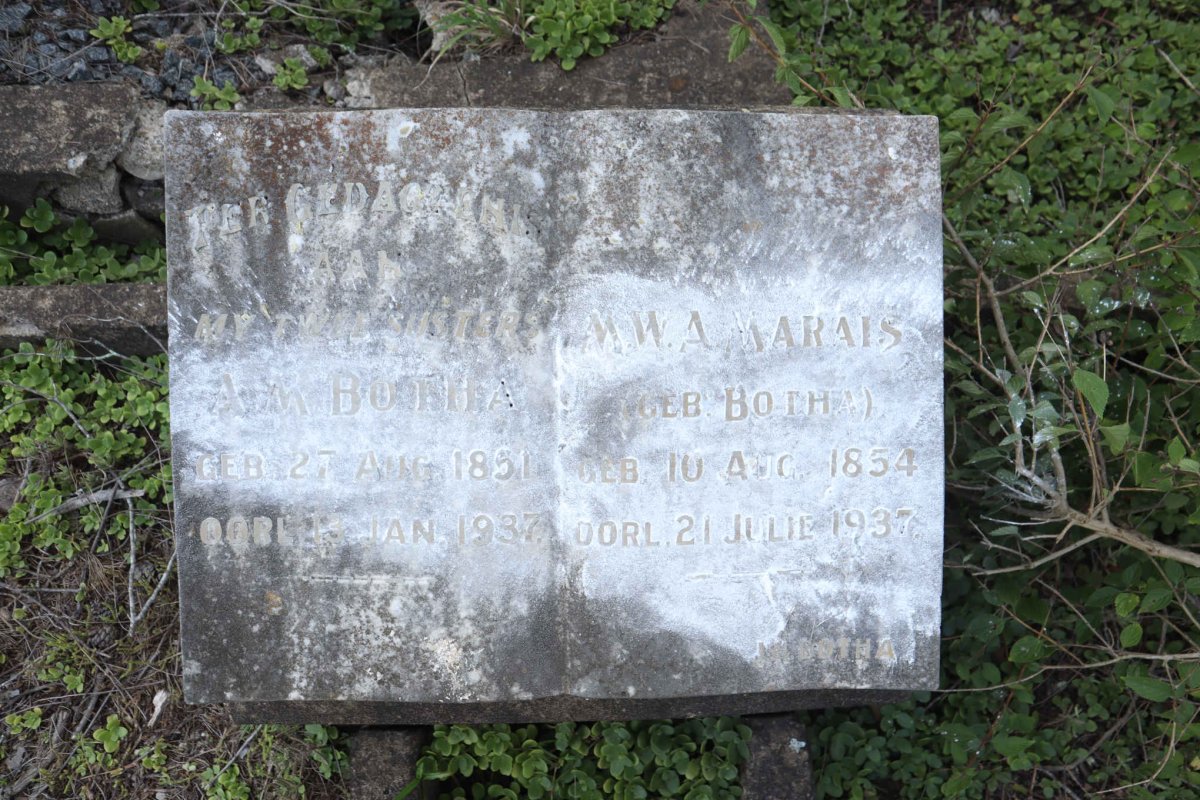 TER GEDAGTENIS
AAN
MY TWEE SUSTERS
A.M. BOTHA
GEB. 27 AUG. 1851
OORL. 13 JAN. 1937.
M.W.A. MARAIS
(GEB. BOTHA)
GEB. 10 AUG. 1854
OORL. 21 JULIE 1937.
BOTHA